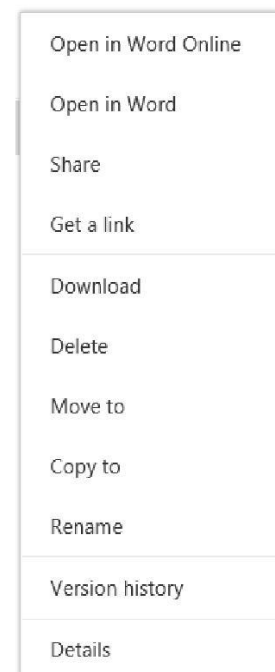 Open in Word Online
Open in Word
Share
Get a link
Download
Delete
Move to
Copy to
Rename
Version history
Details